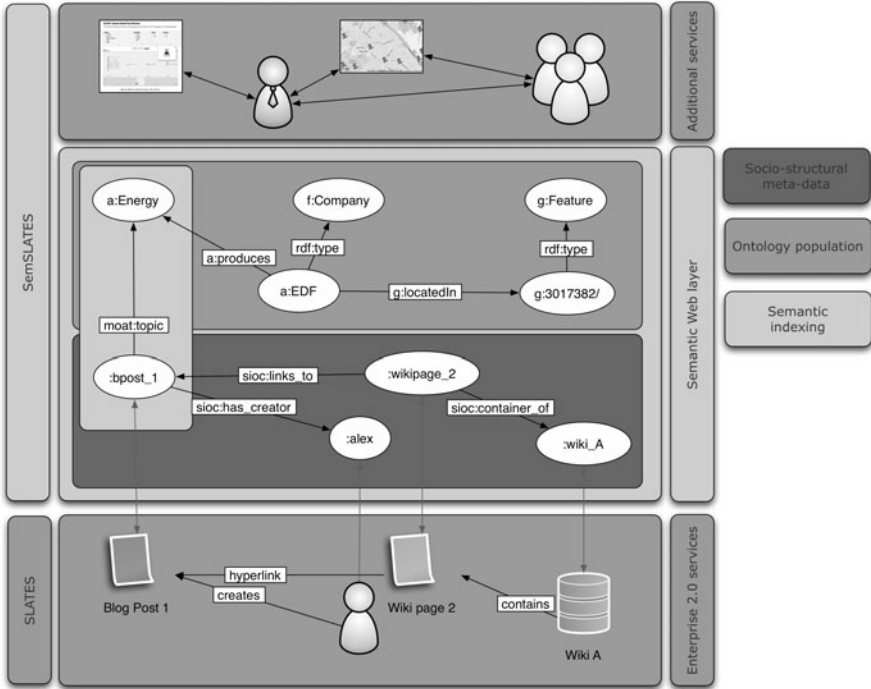 Additional services
SemSLATES
a:Energy
f:Company
g:Feature
rdf:type
rdf:type
a:produces
a:EDF
g:locatedIn
g:3017382/
moat:topic
:bpost_1
sioc:links_to
:wikipage_2
sioc:has_creator
sioc:container_of
:alex
:wiki_A
Semantic Web layer
Socio-structural
meta-data
Ontology population
Semantic
indexing
SLATES
hyperlink
creates
Blog Post 1
Wiki page 2
contains
Wiki A
Enterprise 2.0 services